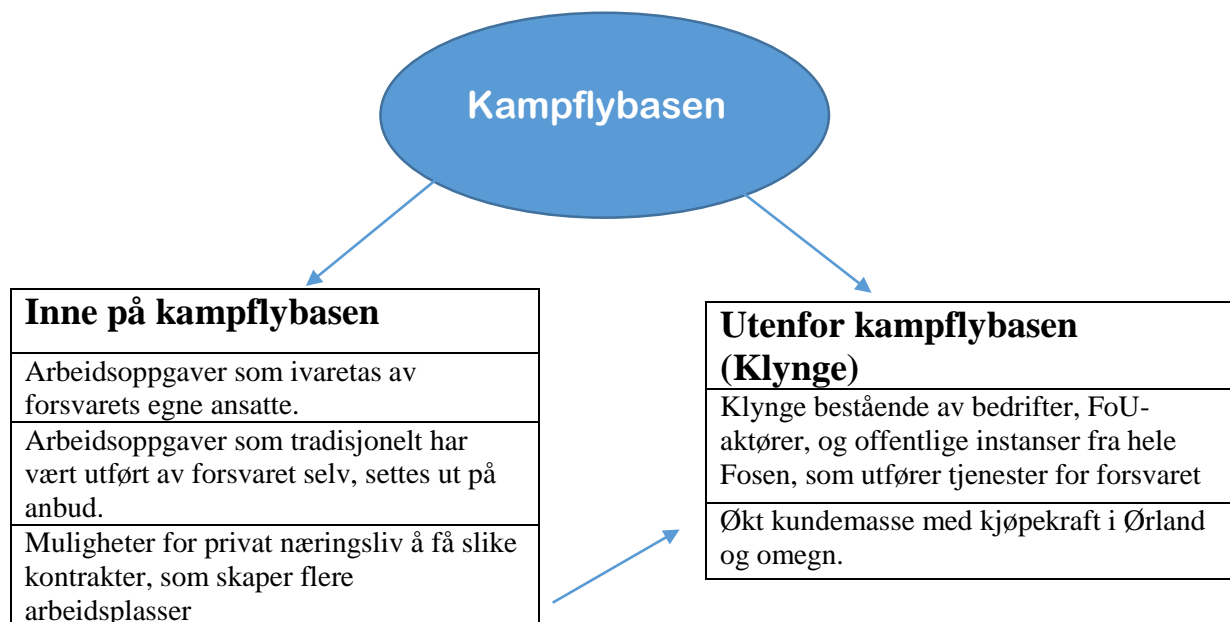 Kampflybasen
Inne på kampflybasen
Arbeidsoppgaver som ivaretas av
forsvarets egne ansatte.
Arbeidsoppgaver som tradisjonelt har
vært utført av forsvaret selv, settes ut på
anbud.
Muligheter for privat næringsliv å få slike
kontrakter, som skaper flere
arbeidsplasser
Utenfor kampflybasen
(Klynge)
Klynge bestående av bedrifter, FoU-
aktører, og offentlige instanser fra hele
Fosen, som utfører tjenester for forsvaret
Økt kundemasse med kjøpekraft i Ørland
og omegn.